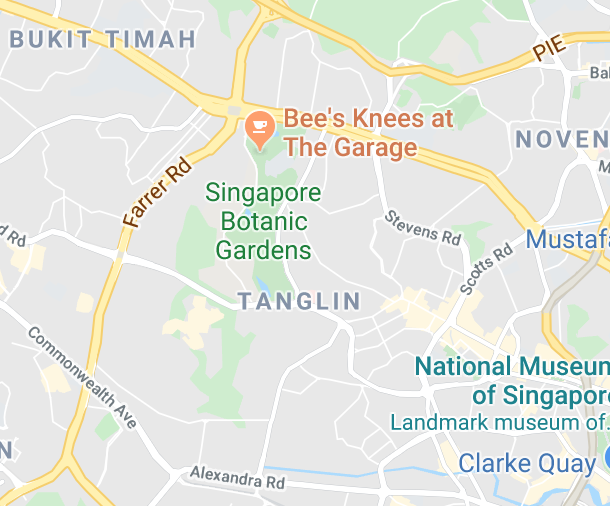 BUKIT TIMAH
PIE
Bee's Knees at
The Garage
NOVEN
Farrer Rd
Singapore
Botanic
Gardens
Stevens Rd
Mustafa
Scotts Rd
d Rd
TANGLIN
Commonwealth Ave
National Museum
of Singapore
Landmark museum of...
Clarke Quay
N
Alexandra Rd